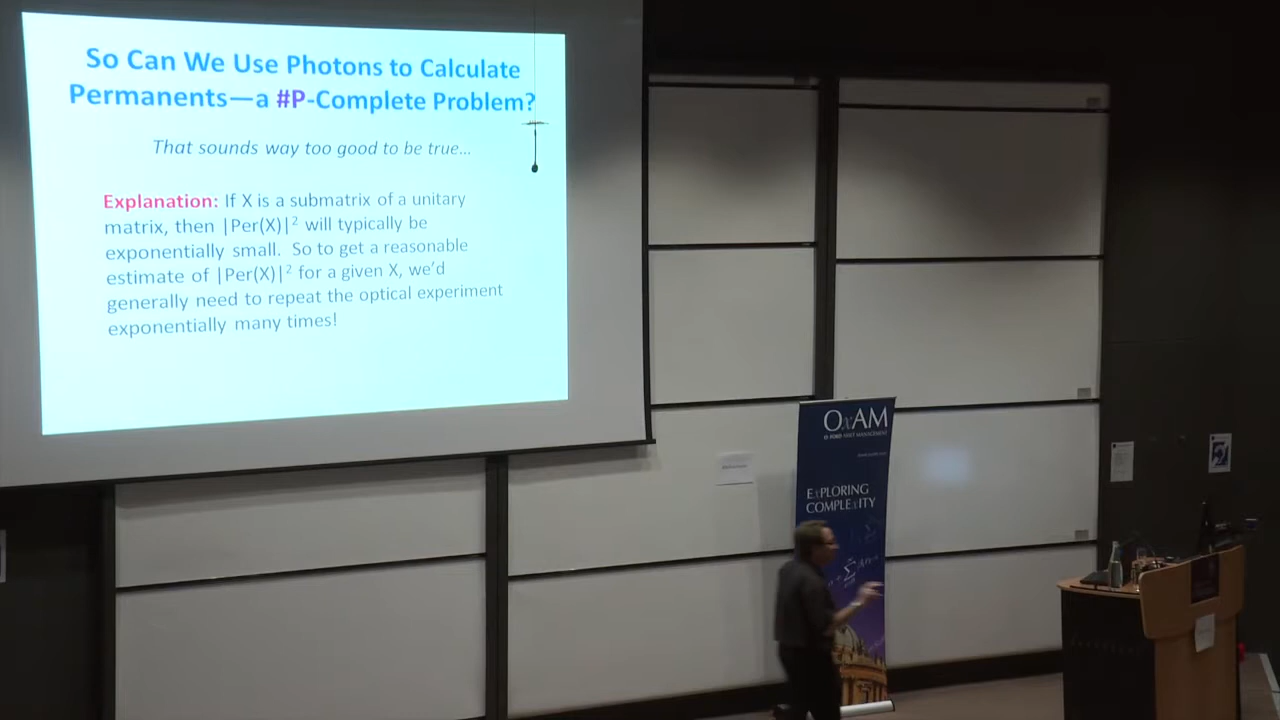 So Can We Use Photons to Calculate
Permanents—a #P-Complete Problem?
That sounds way too good to be true…
Explanation: If X is a submatrix of a unitary
matrix, then |Per(X)|² will typically be
exponentially small. So to get a reasonable
estimate of |Per(X)|² for a given X, we'd
generally need to repeat the optical experiment
exponentially many times!
OxAM
EXPLORING
COMPLEXITY